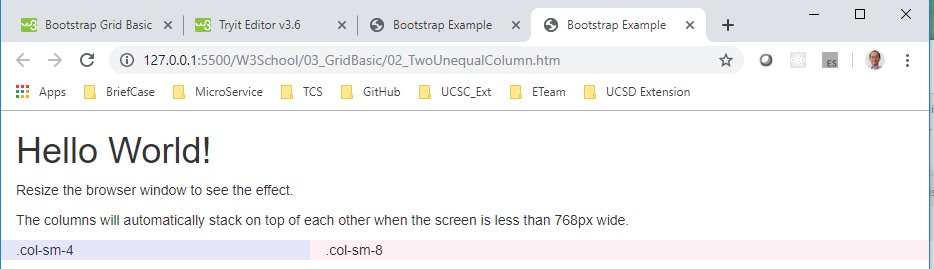 Bootstrap Grid Basic
Tryit Editor v3.6
Bootstrap Example
Bootstrap Example
127.0.0.1:5500/W3School/03_GridBasic/02_TwoUnequalColumn.htm
ES
Apps BriefCase MicroService TCS GitHub UCSC_Ext ETeam UCSD Extension
Hello World!
Resize the browser window to see the effect.
The columns will automatically stack on top of each other when the screen is less than 768px wide.
.col-sm-4 .col-sm-8